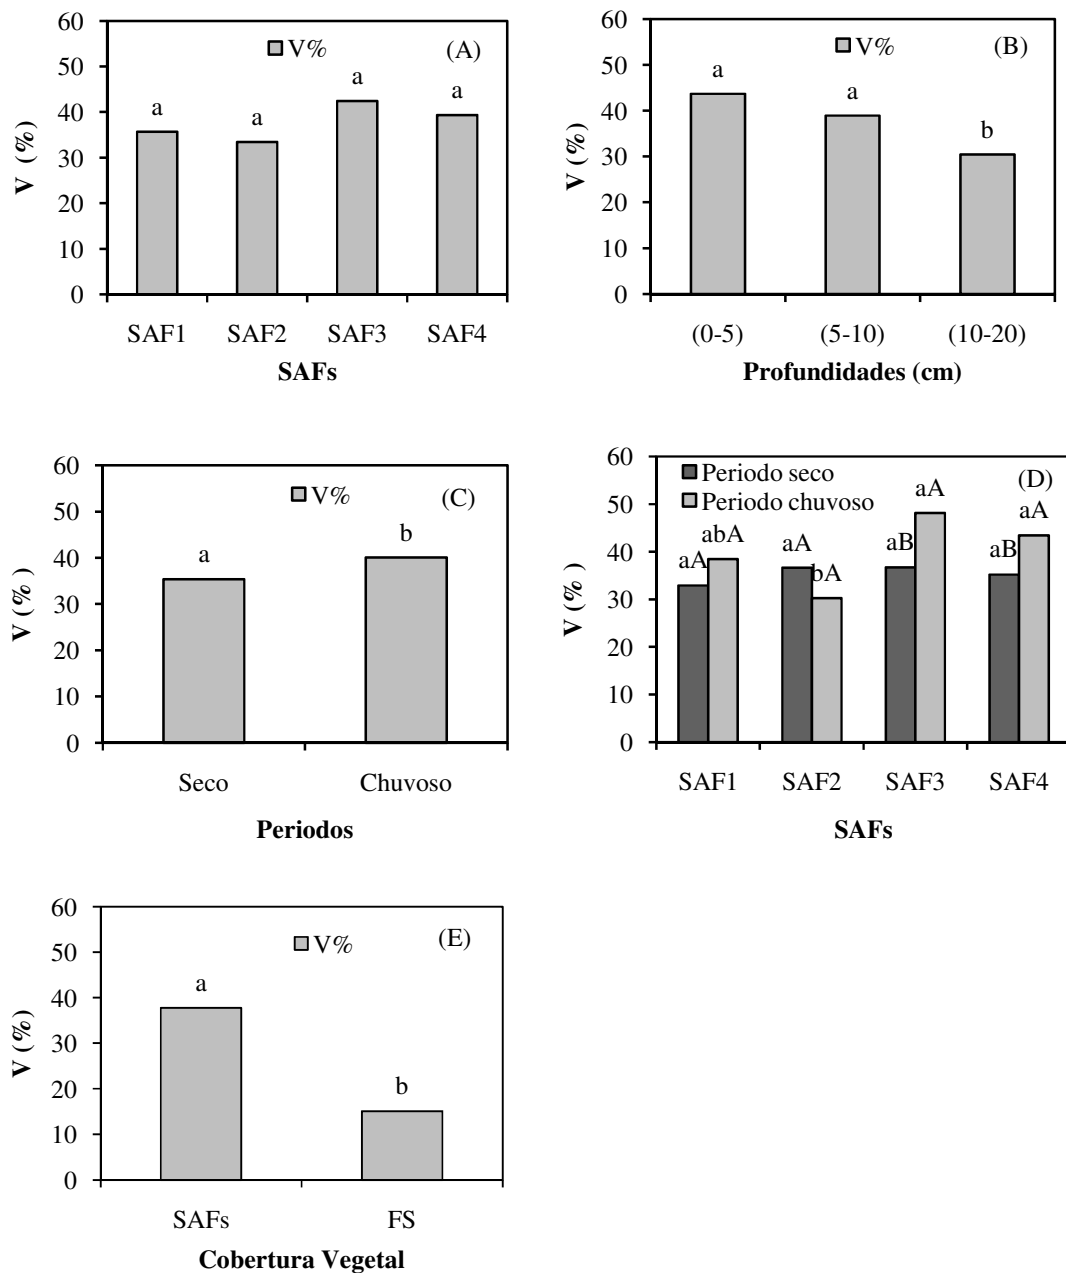 60
50
40
30
20
10
0
V (%)
V%
(A)
a
a
a
a
SAF1 SAF2 SAF3 SAF4
SAFs
60
50
40
30
20
10
0
V (%)
V%
(B)
a
a
b
(0-5) (5-10) (10-20)
Profundidades (cm)
60
50
40
30
20
10
0
V (% )
V%
(C)
a
b
Seco Chuvoso
Periodos
60
50
40
30
20
10
0
V (% )
Periodo seco
Periodo chuvoso
(D)
aA abA aA bA aB aA aB aA
SAF1 SAF2 SAF3 SAF4
SAFs
60
50
40
30
20
10
0
V (%)
V%
(E)
a
b
SAFs FS
Cobertura Vegetal